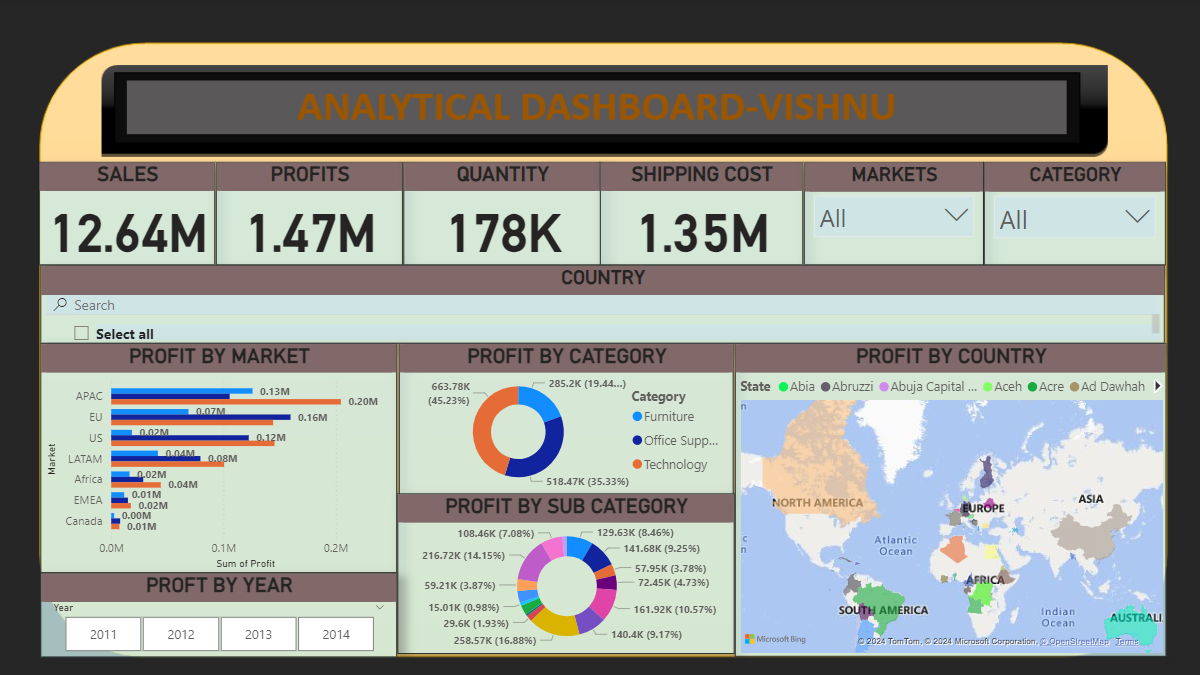 ANALYTICAL DASHBOARD-VISHNU
SALES
PROFITS
QUANTITY
SHIPPING COST
MARKETS
CATEGORY
12.64M
1.47M
178K
1.35M
All
All
COUNTRY
Search
Select all
PROFIT BY MARKET
Market
APAC
0.13M
0.20M
EU
0.07M
0.16M
US
0.02M
0.12M
LATAM
0.04M
0.08M
Africa
0.02M
0.04M
EMEA
0.01M
0.02M
Canada
0.00M
0.01M
0.0M
0.1M
0.2M
Sum of Profit
PROFT BY YEAR
Year
2011
2012
2013
2014
PROFIT BY CATEGORY
663.78K
(45.23%)
285.2K (19.44...)
518.47K (35.33%)
Category
Furniture
Office Supp...
Technology
PROFIT BY SUB CATEGORY
108.46K (7.08%)
129.63K (8.46%)
216.72K (14.15%)
141.68K (9.25%)
57.95K (3.78%)
59.21K (3.87%)
72.45K (4.73%)
15.01K (0.98%)
161.92K (10.57%)
29.6K (1.93%)
140.4K (9.17%)
258.57K (16.88%)
PROFIT BY COUNTRY
State
Abia
Abruzzi
Abuja Capital ...
Aceh
Acre
Ad Dawhah
NORTH AMERICA
EUROPE
ASIA
Atlantic
Ocean
AFRICA
SOUTH AMERICA
Indian
Ocean
AUSTRALI
Microsoft Bing
© 2024 TomTom, © 2024 Microsoft Corporation, © OpenStreetMap Terms